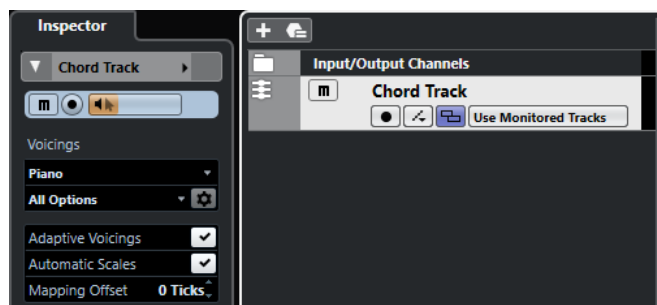 Inspector
Chord Track
m
Voicings
Piano
All Options
Adaptive Voicings
Automatic Scales
Mapping Offset 0 Ticks
Input/Output Channels
m Chord Track
Use Monitored Tracks